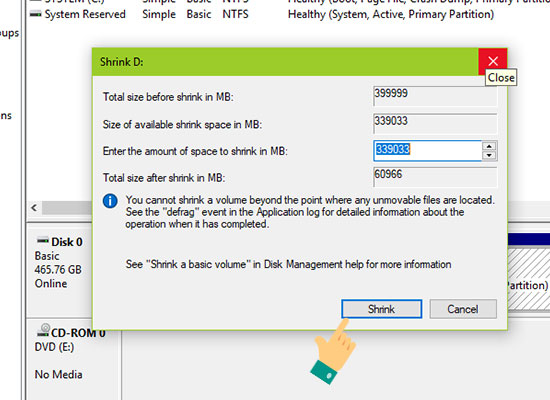 SYSTEM (C:) Simple Basic NTFS Healthy (Boot, Page File, Crash Dump, Primary Partition)
System Reserved Simple Basic NTFS Healthy (System, Active, Primary Partition)
oups
ns
Shrink D:
Close
Total size before shrink in MB: 399999
Size of available shrink space in MB: 339033
Enter the amount of space to shrink in MB: 339033
Total size after shrink in MB: 60966
You cannot shrink a volume beyond the point where any unmovable files are located.
See the "defrag" event in the Application log for detailed information about the
operation when it has completed.
See "Shrink a basic volume" in Disk Management help for more information
Shrink Cancel
Disk 0
Basic
465.76 GB
Online
artition)
CD-ROM 0
DVD (E:)
No Media